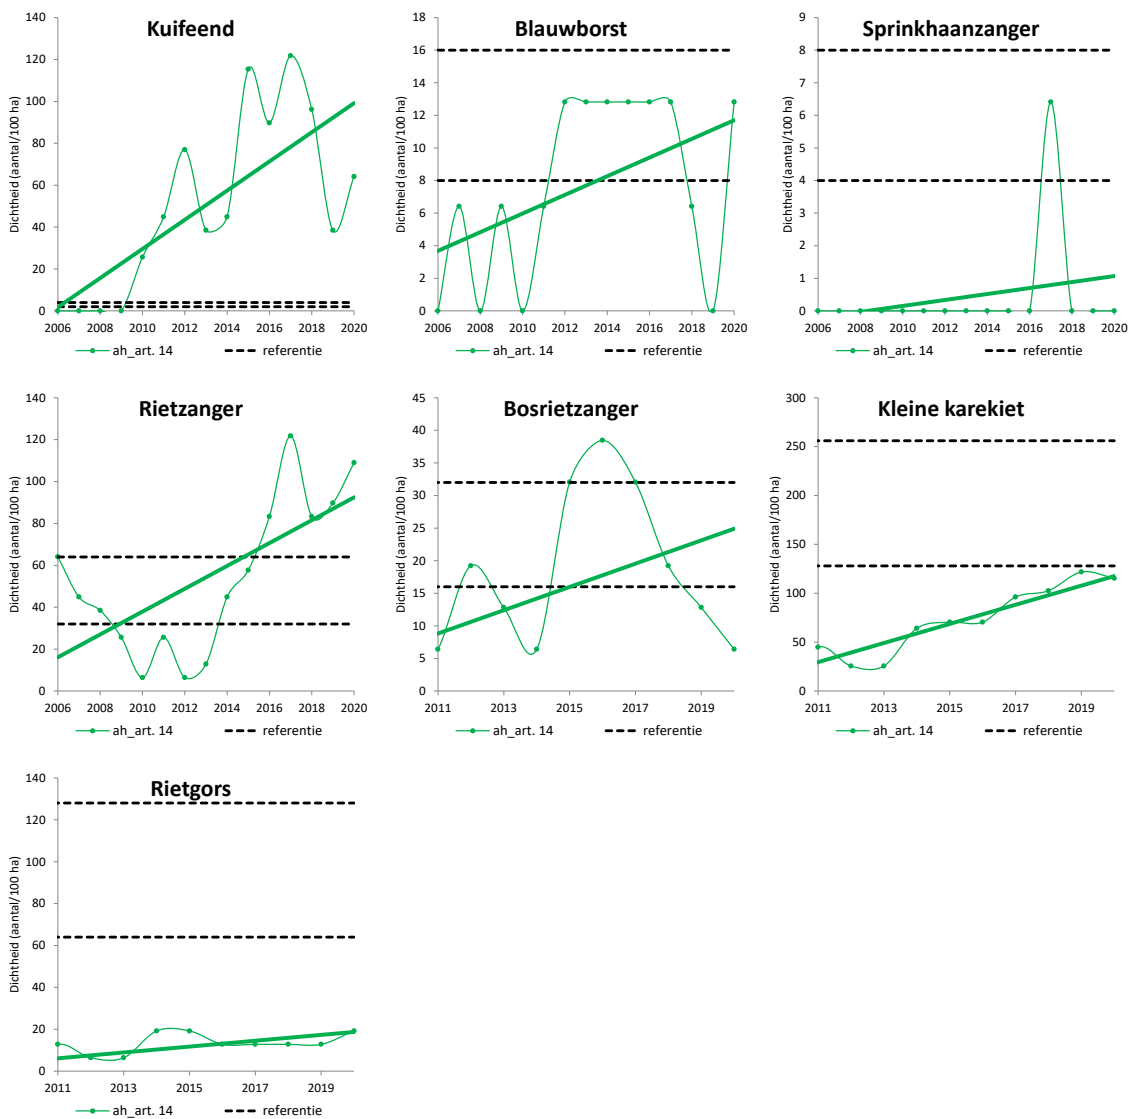 Kuifeend
Dichtheid (aantal/100 ha)
140
120
100
80
60
40
20
0
2006 2008 2010 2012 2014 2016 2018 2020
ah_art. 14 referentie
Blauwborst
Dichtheid (aantal/100 ha)
18
16
14
12
10
8
6
4
2
0
2006 2008 2010 2012 2014 2016 2018 2020
ah_art. 14 referentie
Sprinkhaanzanger
Dichtheid (aantal/100 ha)
9
8
7
6
5
4
3
2
1
0
2006 2008 2010 2012 2014 2016 2018 2020
ah_art. 14 referentie
Rietzanger
Dichtheid (aantal/100 ha)
140
120
100
80
60
40
20
0
2006 2008 2010 2012 2014 2016 2018 2020
ah_art. 14 referentie
Bosrietzanger
Dichtheid (aantal/100 ha)
45
40
35
30
25
20
15
10
5
0
2011 2013 2015 2017 2019
ah_art. 14 referentie
Kleine karekiet
Dichtheid (aantal/100 ha)
300
250
200
150
100
50
0
2011 2013 2015 2017 2019
ah_art. 14 referentie
Rietgors
Dichtheid (aantal/100 ha)
140
120
100
80
60
40
20
0
2011 2013 2015 2017 2019
ah_art. 14 referentie